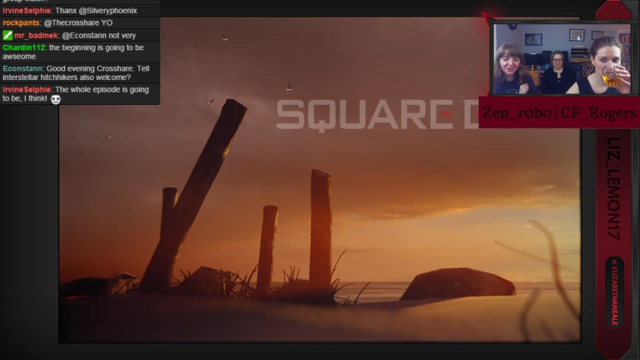 IrvineSelphie: Thanx @Silveryphoenix
rockpants: @Thecrosshare YO
mr_badmek: @Econstann not very
Chardin112: the beginning is going to be
awseome
Econstann: Good evening Crosshare. Tell
interstellar hitchhikers also welcome?
IrvineSelphie: The whole episode is going
to be, I think!
SQUARE
Zen_robo|CF_Rogers
LIZ_LEMON17